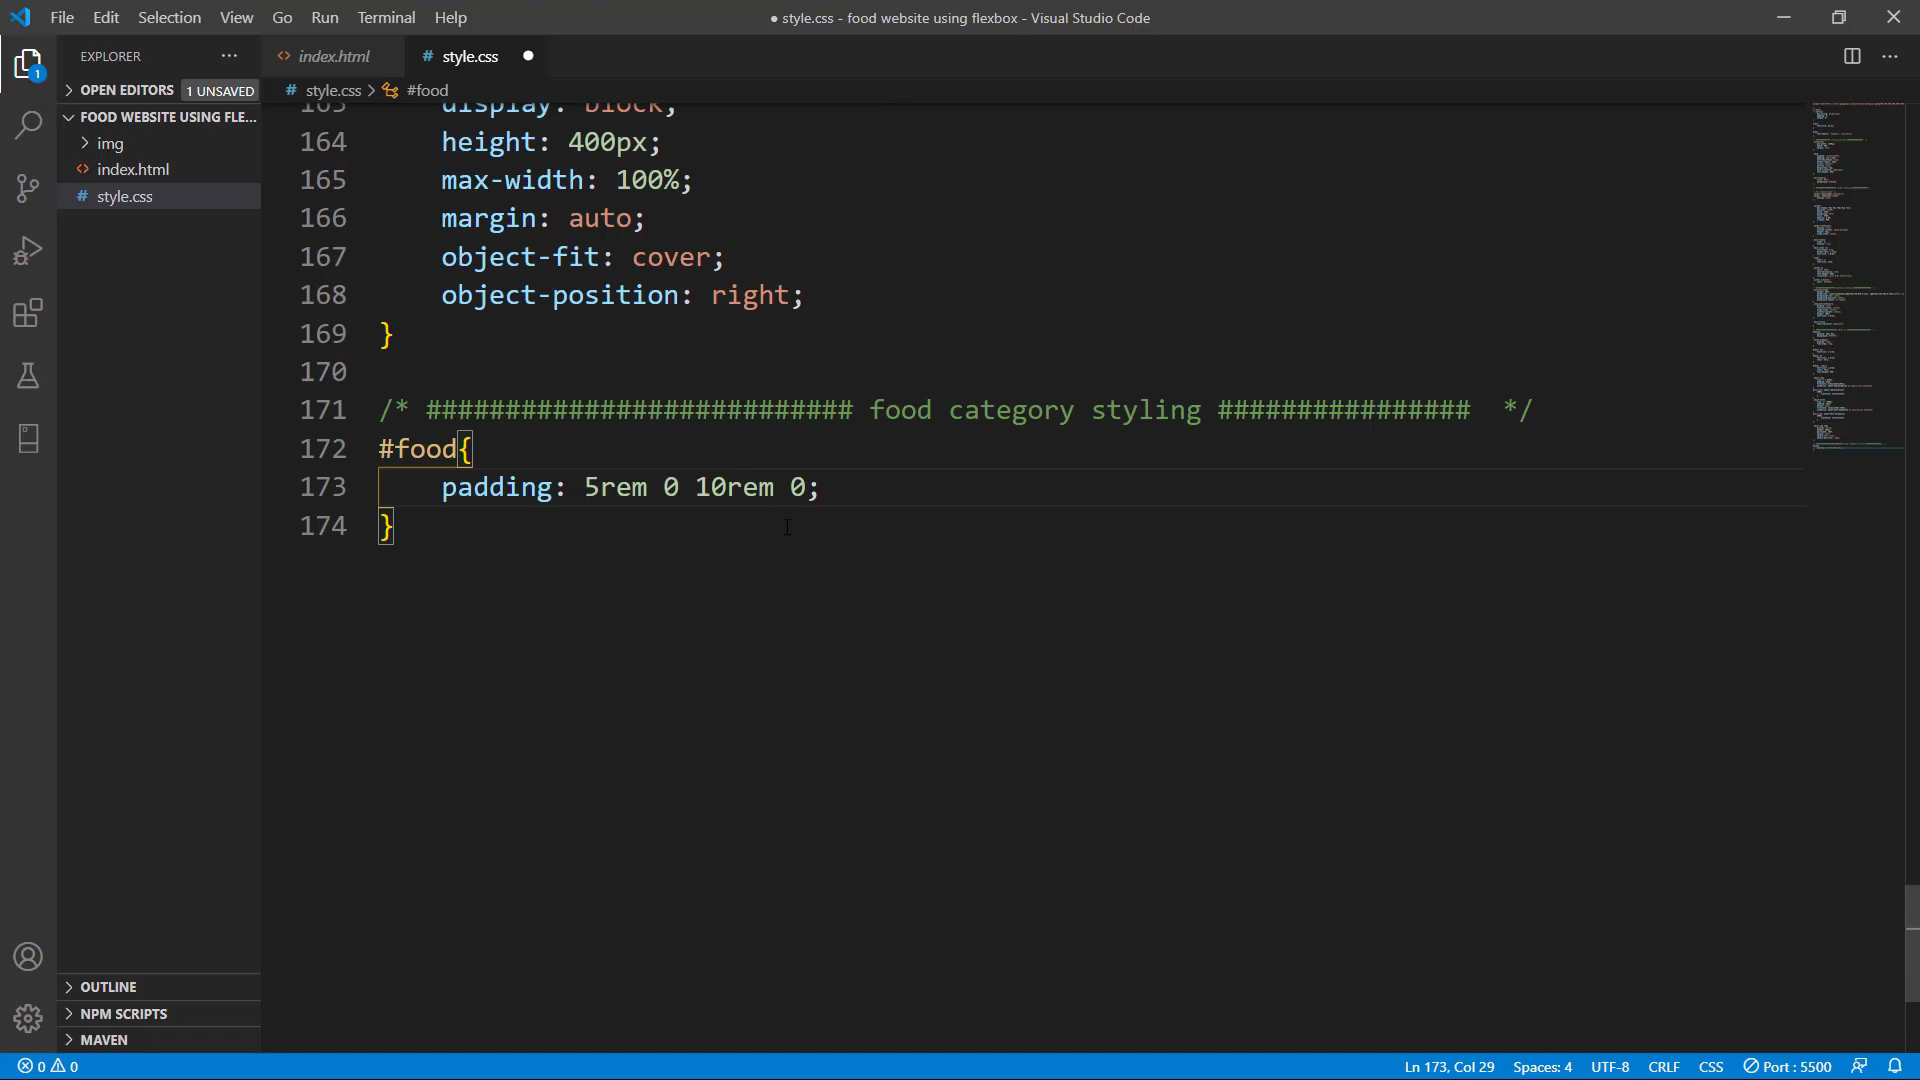 File Edit Selection View Go Run Terminal Help
● style.css - food website using flexbox - Visual Studio Code
EXPLORER ···
<> index.html
# style.css ●
OPEN EDITORS 1 UNSAVED
# style.css > #food
FOOD WEBSITE USING FLE...
img
<> index.html
# style.css
1
163 display: block;
164 height: 400px;
165 max-width: 100%;
166 margin: auto;
167 object-fit: cover;
168 object-position: right;
169 }
170
171 /* ########################### food category styling ################  */
172 #food{
173 padding: 5rem 0 10rem 0;
174 }
OUTLINE
NPM SCRIPTS
MAVEN
0 0
Ln 173, Col 29 Spaces: 4 UTF-8 CRLF CSS Port : 5500